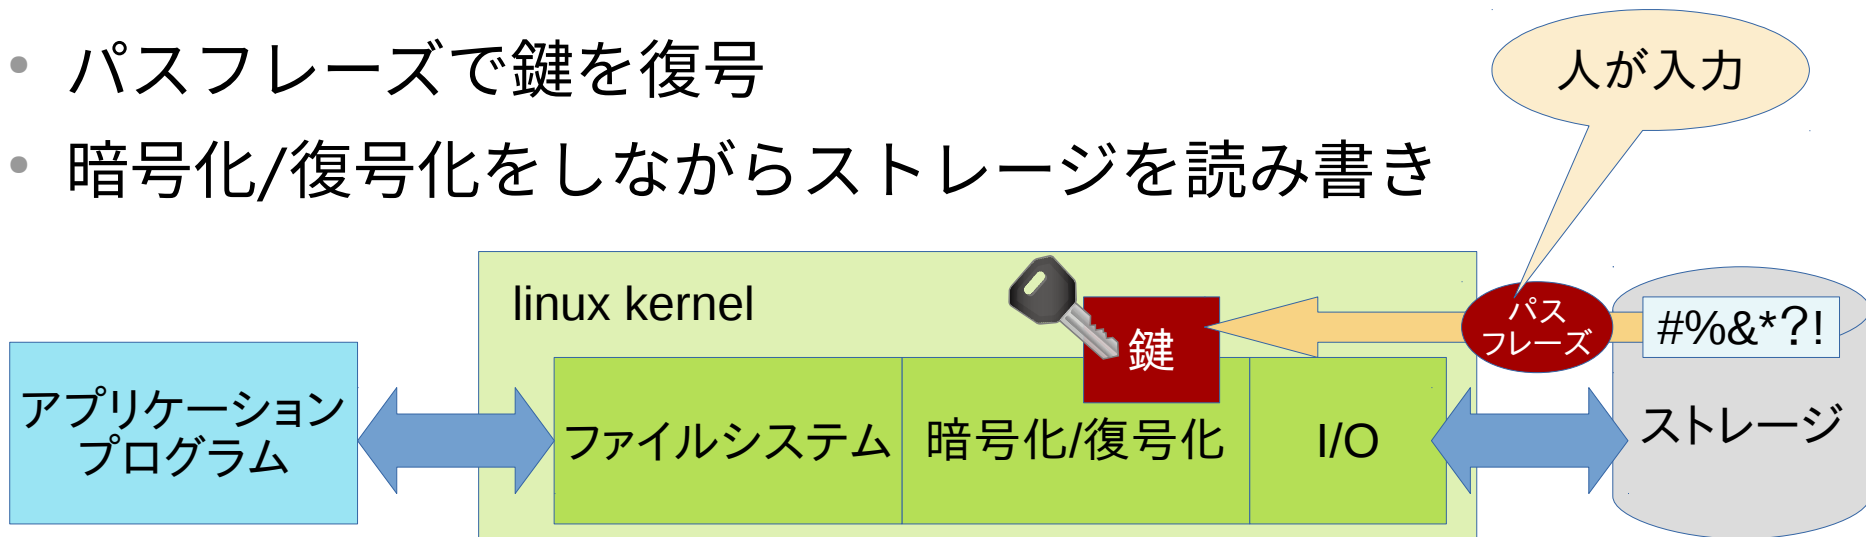 パスフレーズで鍵を復号
暗号化/復号化をしながらストレージを読み書き
人が入力
linux kernel
鍵
パス
フレーズ
#%&*?!
アプリケーション
プログラム
ファイルシステム
暗号化/復号化
I/O
ストレージ